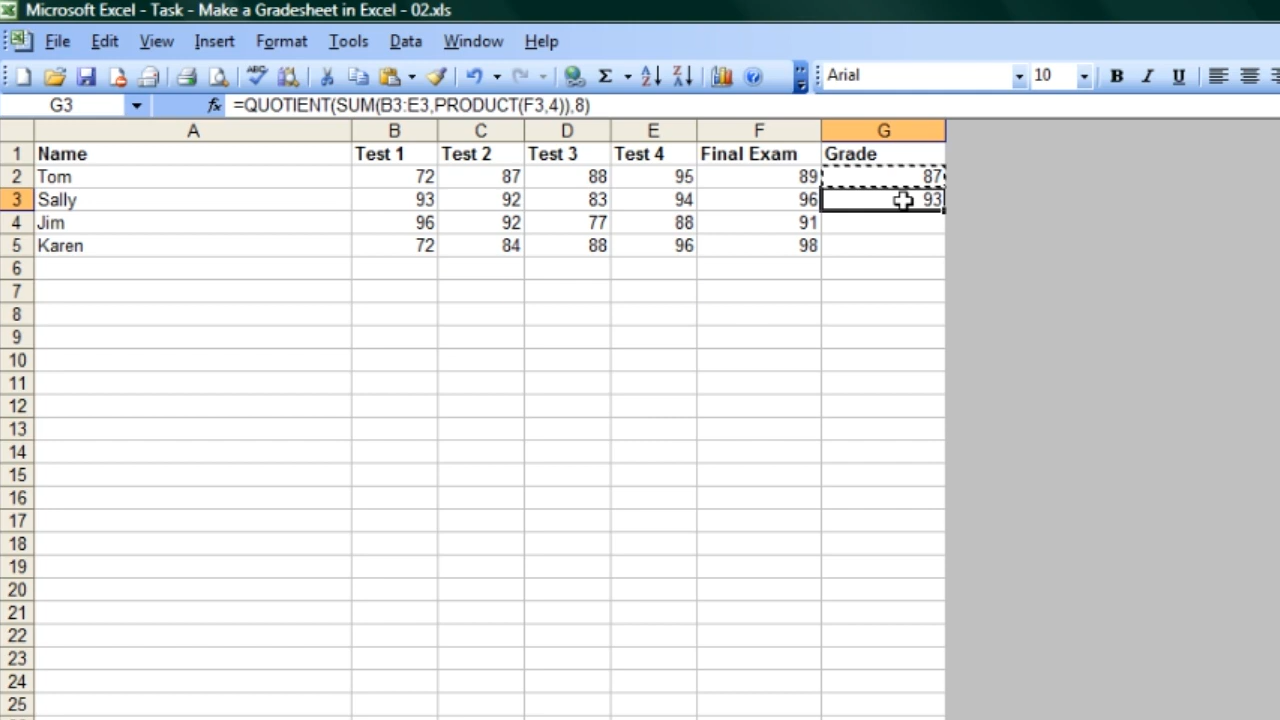 Microsoft Excel - Task - Make a Gradesheet in Excel - 02.xls
File Edit View Insert Format Tools Data Window Help
ABC Σ A Z Z A ? Arial 10 B I U
G3 fx =QUOTIENT(SUM(B3:E3,PRODUCT(F3,4)),8)
A B C D E F G
1 Name Test 1 Test 2 Test 3 Test 4 Final Exam Grade
2 Tom 72 87 88 95 89 87
3 Sally 93 92 83 94 96 93
4 Jim 96 92 77 88 91
5 Karen 72 84 88 96 98
6
7
8
9
10
11
12
13
14
15
16
17
18
19
20
21
22
23
24
25